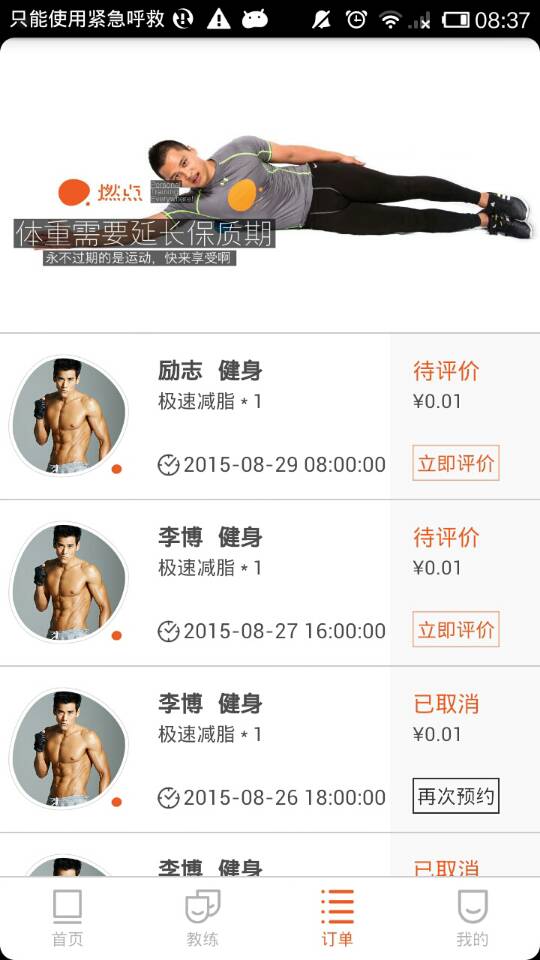 只能使用紧急呼救
08:37
燃点
Personal
Training
Everywhere!
体重需要延长保质期
永不过期的是运动，快来享受啊
励志 健身
待评价
极速减脂 * 1
¥0.01
2015-08-29 08:00:00
立即评价
李博 健身
待评价
极速减脂 * 1
¥0.01
2015-08-27 16:00:00
立即评价
李博 健身
已取消
极速减脂 * 1
¥0.01
2015-08-26 18:00:00
再次预约
李博 健身
已取消
首页
教练
订单
我的